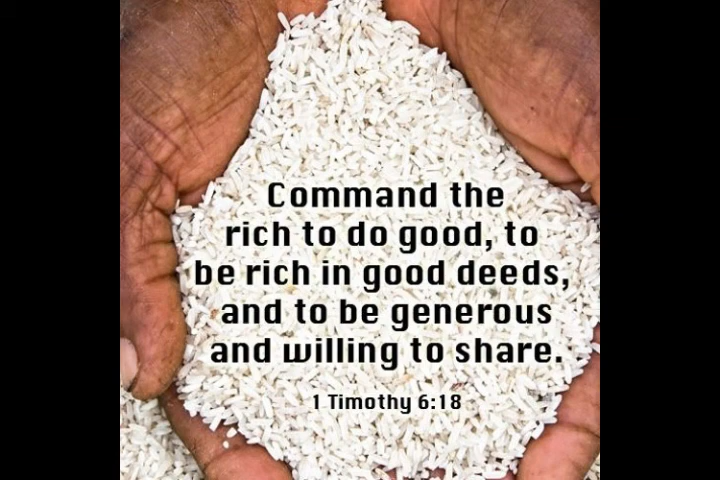 Command the
rich to do good, to
be rich in good deeds,
and to be generous
and willing to share.
1 Timothy 6:18